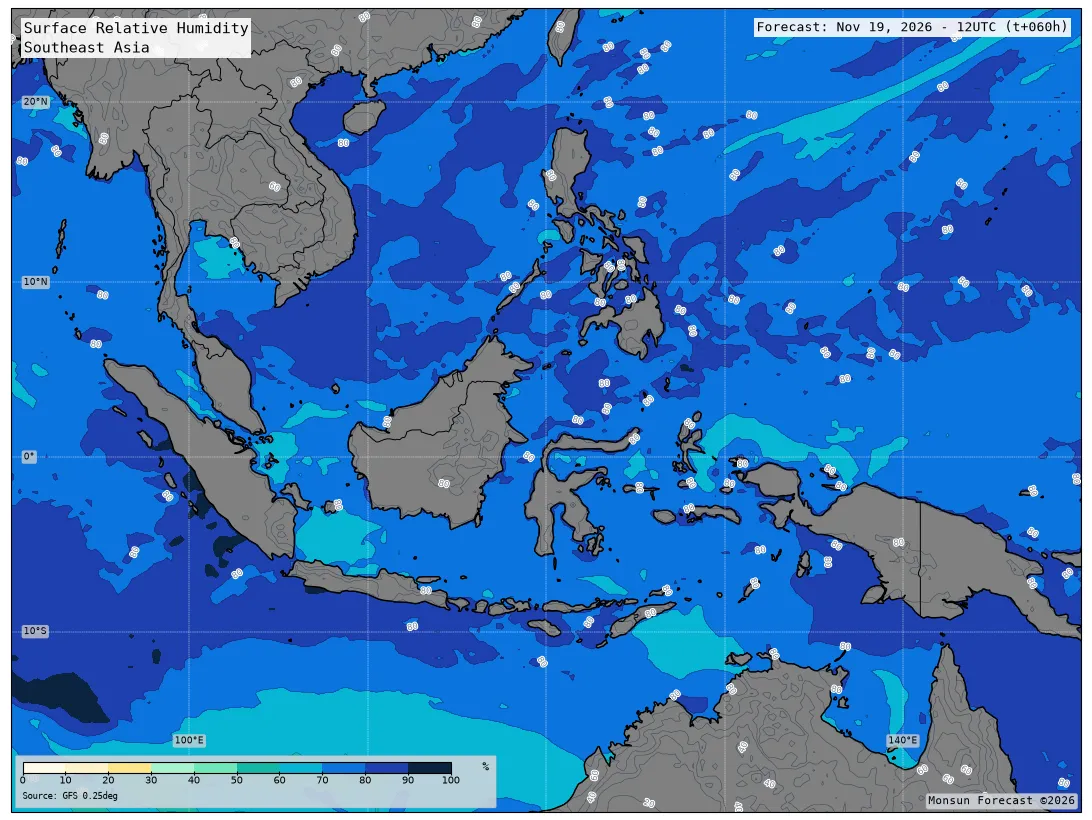 Surface Relative Humidity
Southeast Asia
Forecast: Nov 19, 2026 - 12UTC (t+060h)
20°N
10°N
0°
10°S
100°E
140°E
0 10 20 30 40 50 60 70 80 90 100 %
Source: GFS 0.25deg
Monsun Forecast ©2026